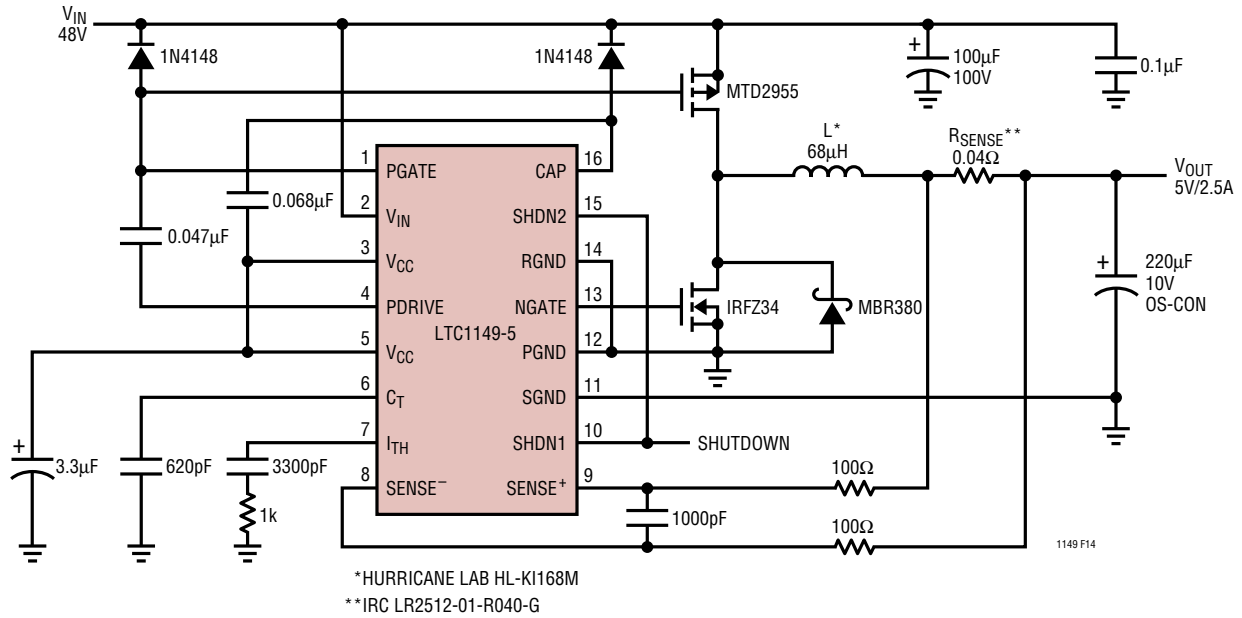 VIN
48V
1N4148
1N4148
MTD2955
+
100µF
100V
0.1µF
L*
68µH
RSENSE**
0.04Ω
VOUT
5V/2.5A
0.047µF
0.068µF
1
PGATE
2
VIN
3
VCC
4
PDRIVE
5
VCC
6
CT
7
ITH
8
SENSE−
LTC1149-5
CAP
16
SHDN2
15
RGND
14
NGATE
13
PGND
12
SGND
11
SHDN1
10
SENSE+
9
IRFZ34
MBR380
+
220µF
10V
OS-CON
SHUTDOWN
+
3.3µF
620pF
3300pF
1k
1000pF
100Ω
100Ω
1149 F14
*HURRICANE LAB HL-KI168M
**IRC LR2512-01-R040-G